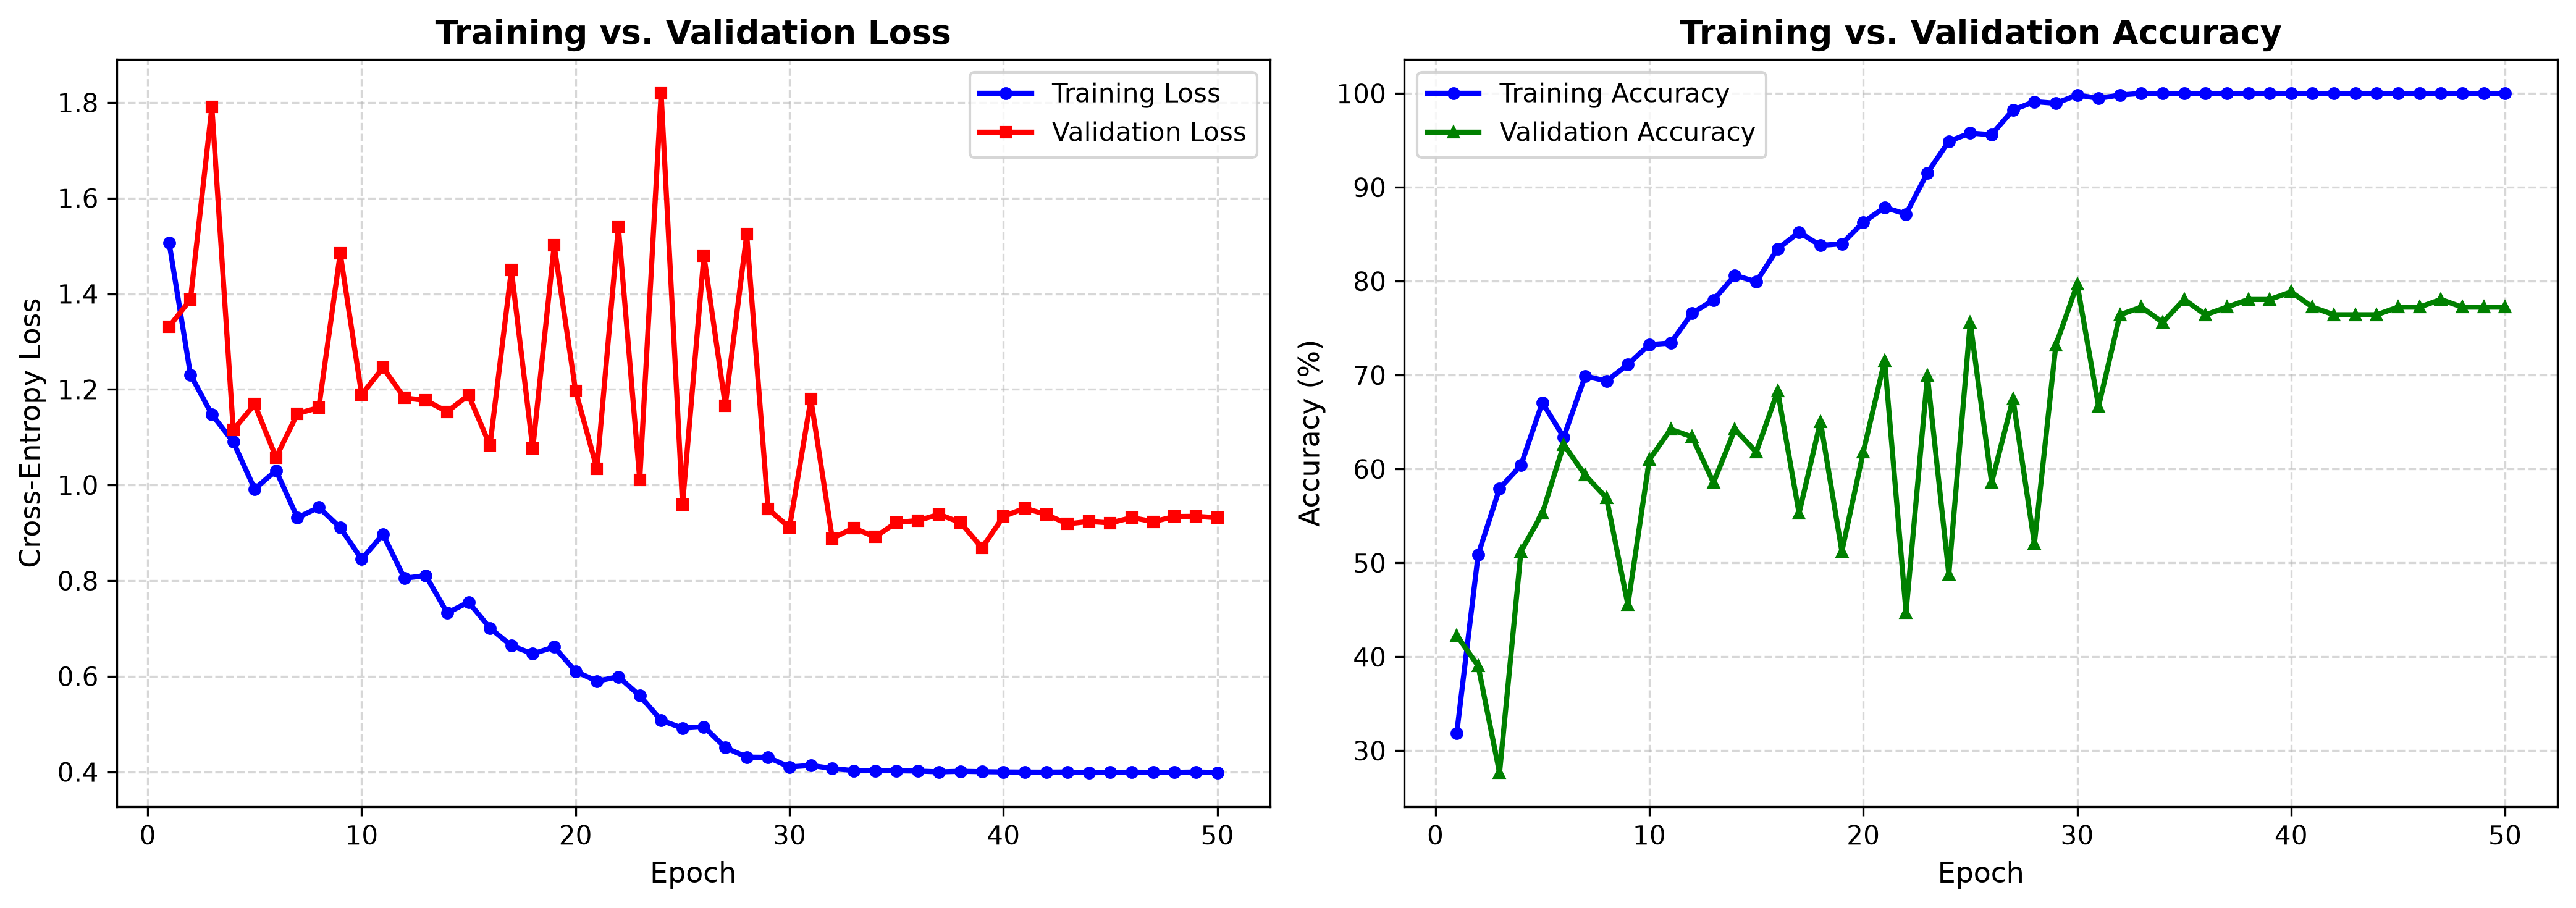 Training vs. Validation Loss
Training Loss
Validation Loss
Cross-Entropy Loss
1.8
1.6
1.4
1.2
1.0
0.8
0.6
0.4
0 10 20 30 40 50
Epoch
Training vs. Validation Accuracy
Training Accuracy
Validation Accuracy
Accuracy (%)
100
90
80
70
60
50
40
30
0 10 20 30 40 50
Epoch